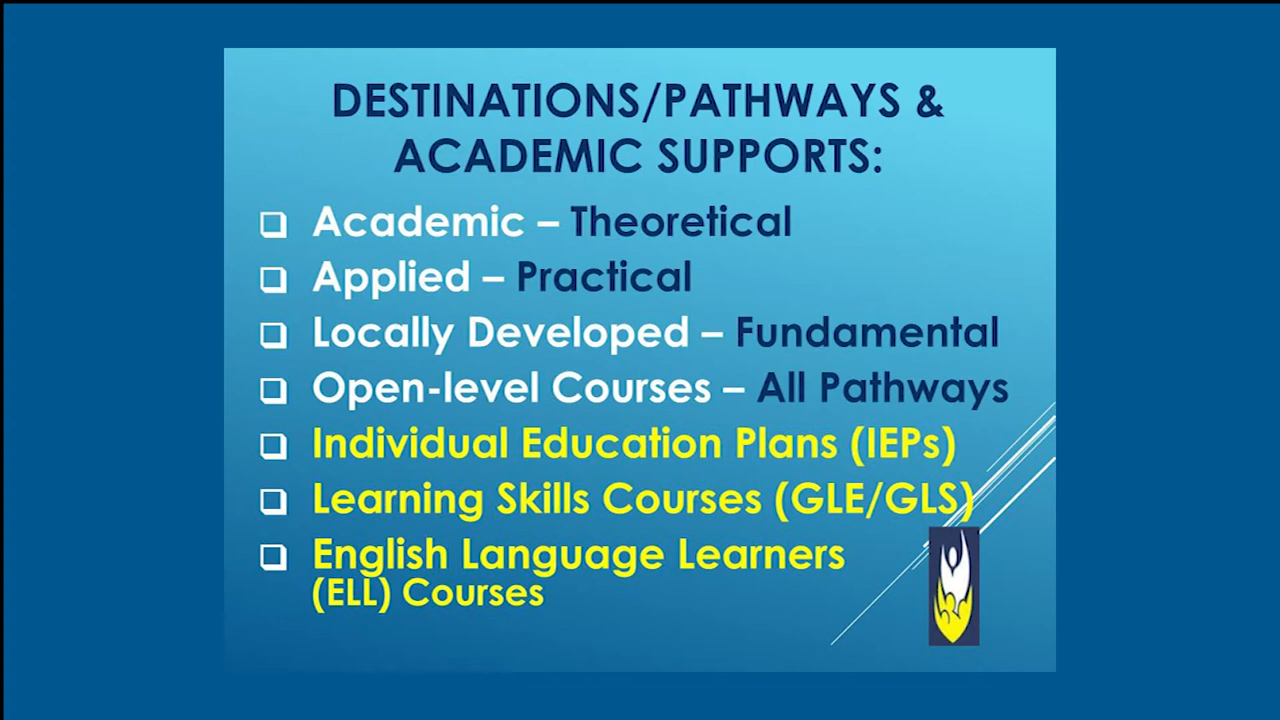 DESTINATIONS/PATHWAYS &
ACADEMIC SUPPORTS:
Academic – Theoretical
Applied – Practical
Locally Developed – Fundamental
Open-level Courses – All Pathways
Individual Education Plans (IEPs)
Learning Skills Courses (GLE/GLS)
English Language Learners
(ELL) Courses